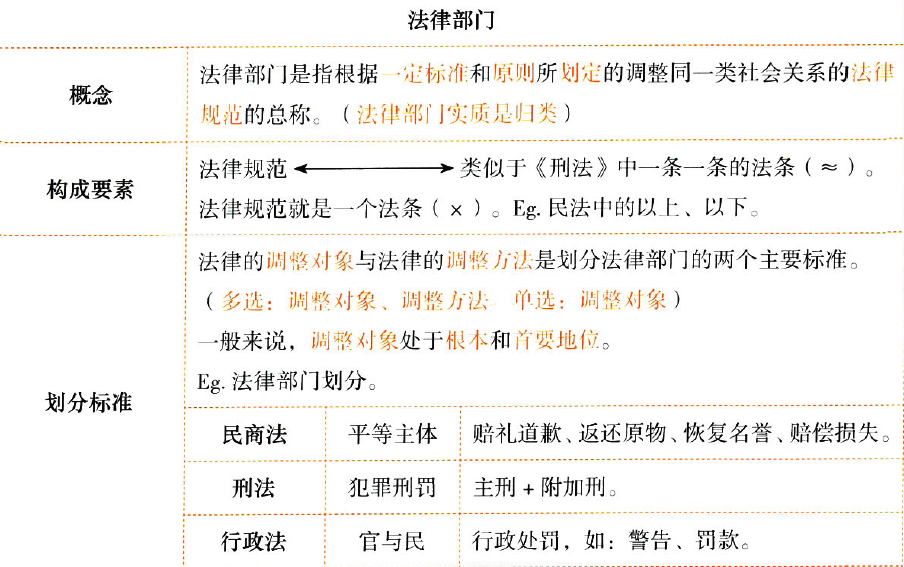 法律部门
概念
法律部门是指根据一定标准和原则所划定的调整同一类社会关系的法律
规范的总称。（法律部门实质是归类）
构成要素
法律规范 ⟷ 类似于《刑法》中一条一条的法条（≈）。
法律规范就是一个法条（×）。Eg. 民法中的以上、以下。
划分标准
法律的调整对象与法律的调整方法是划分法律部门的两个主要标准。
（多选：调整对象、调整方法 单选：调整对象）
一般来说，调整对象处于根本和首要地位。
Eg. 法律部门划分。
民商法 平等主体 赔礼道歉、返还原物、恢复名誉、赔偿损失。
刑法 犯罪刑罚 主刑 + 附加刑。
行政法 官与民 行政处罚，如：警告、罚款。